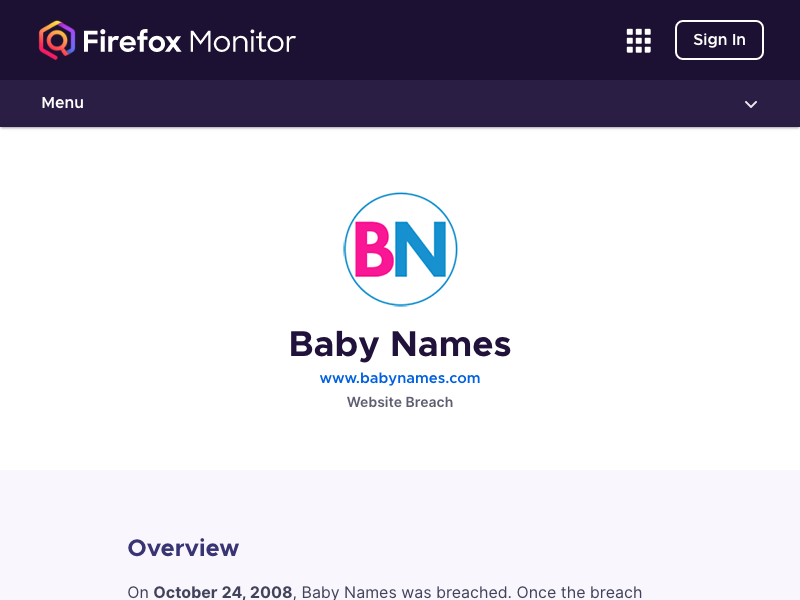 Firefox Monitor
Sign In
Menu
BN
Baby Names
www.babynames.com
Website Breach
Overview
On October 24, 2008, Baby Names was breached. Once the breach